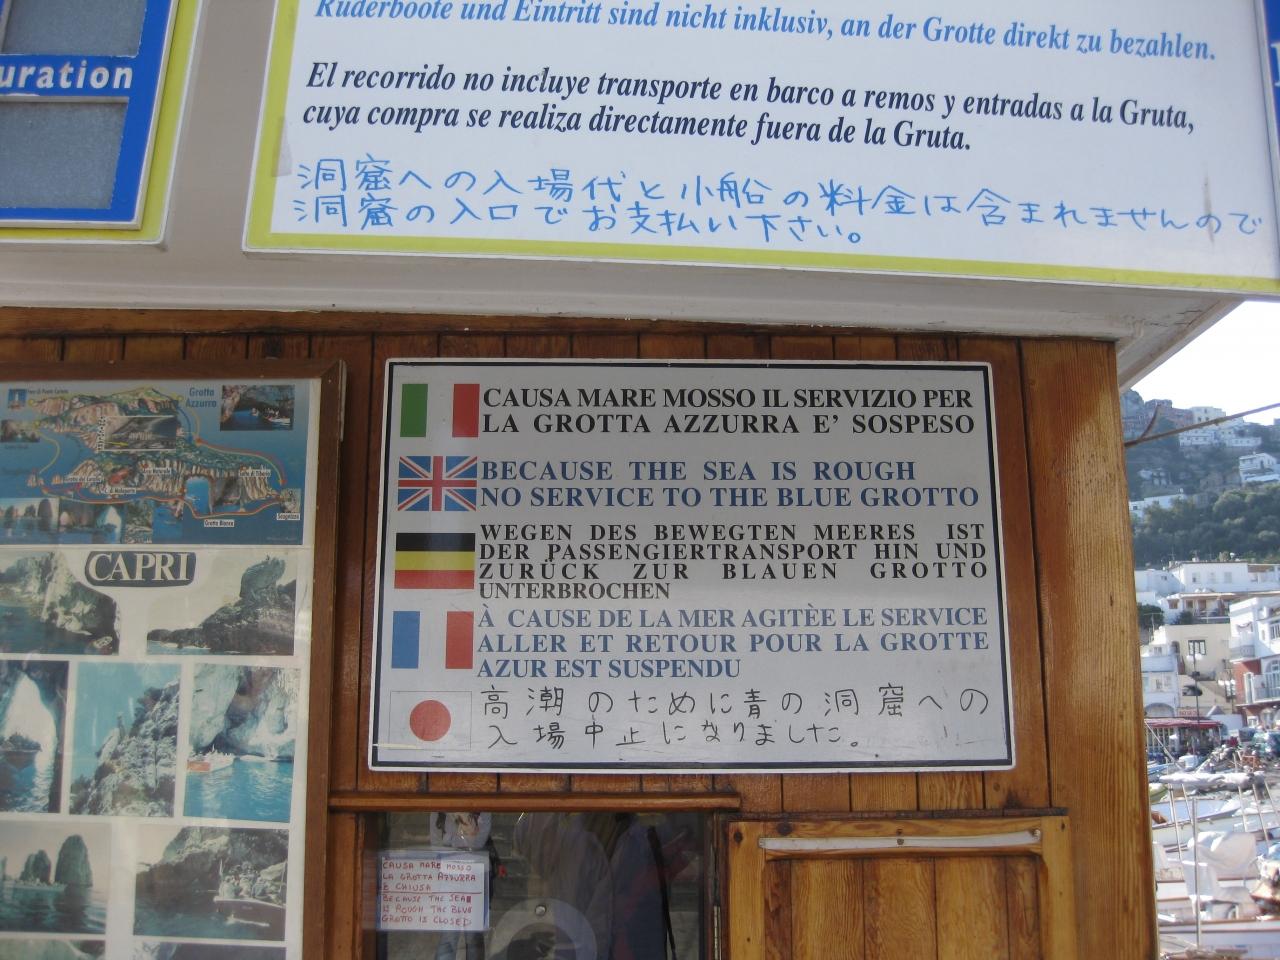 uration
Ruderboote und Eintritt sind nicht inklusiv, an der Grotte direkt zu bezahlen.
El recorrido no incluye transporte en barco a remos y entradas a la Gruta,
cuya compra se realiza directamente fuera de la Gruta.
洞窟への入場代と小船の料金は含まれませんので
洞窟の入口でお支払い下さい。
Grotta
Azzurra
CAPRI
CAUSA MARE MOSSO IL SERVIZIO PER
LA GROTTA AZZURRA E' SOSPESO
BECAUSE THE SEA IS ROUGH
NO SERVICE TO THE BLUE GROTTO
WEGEN DES BEWEGTEN MEERES IST
DER PASSENGIERTRANSPORT HIN UND
ZURÜCK ZUR BLAUEN GROTTO
UNTERBROCHEN
À CAUSE DE LA MER AGITÈE LE SERVICE
ALLER ET RETOUR POUR LA GROTTE
AZUR EST SUSPENDU
高潮のために青の洞窟への
入場中止になりました。
CAUSA MARE MOSSO
LA GROTTA AZZURRA
È CHIUSA
BECAUSE THE SEA
IS ROUGH THE BLUE
GROTTO IS CLOSED